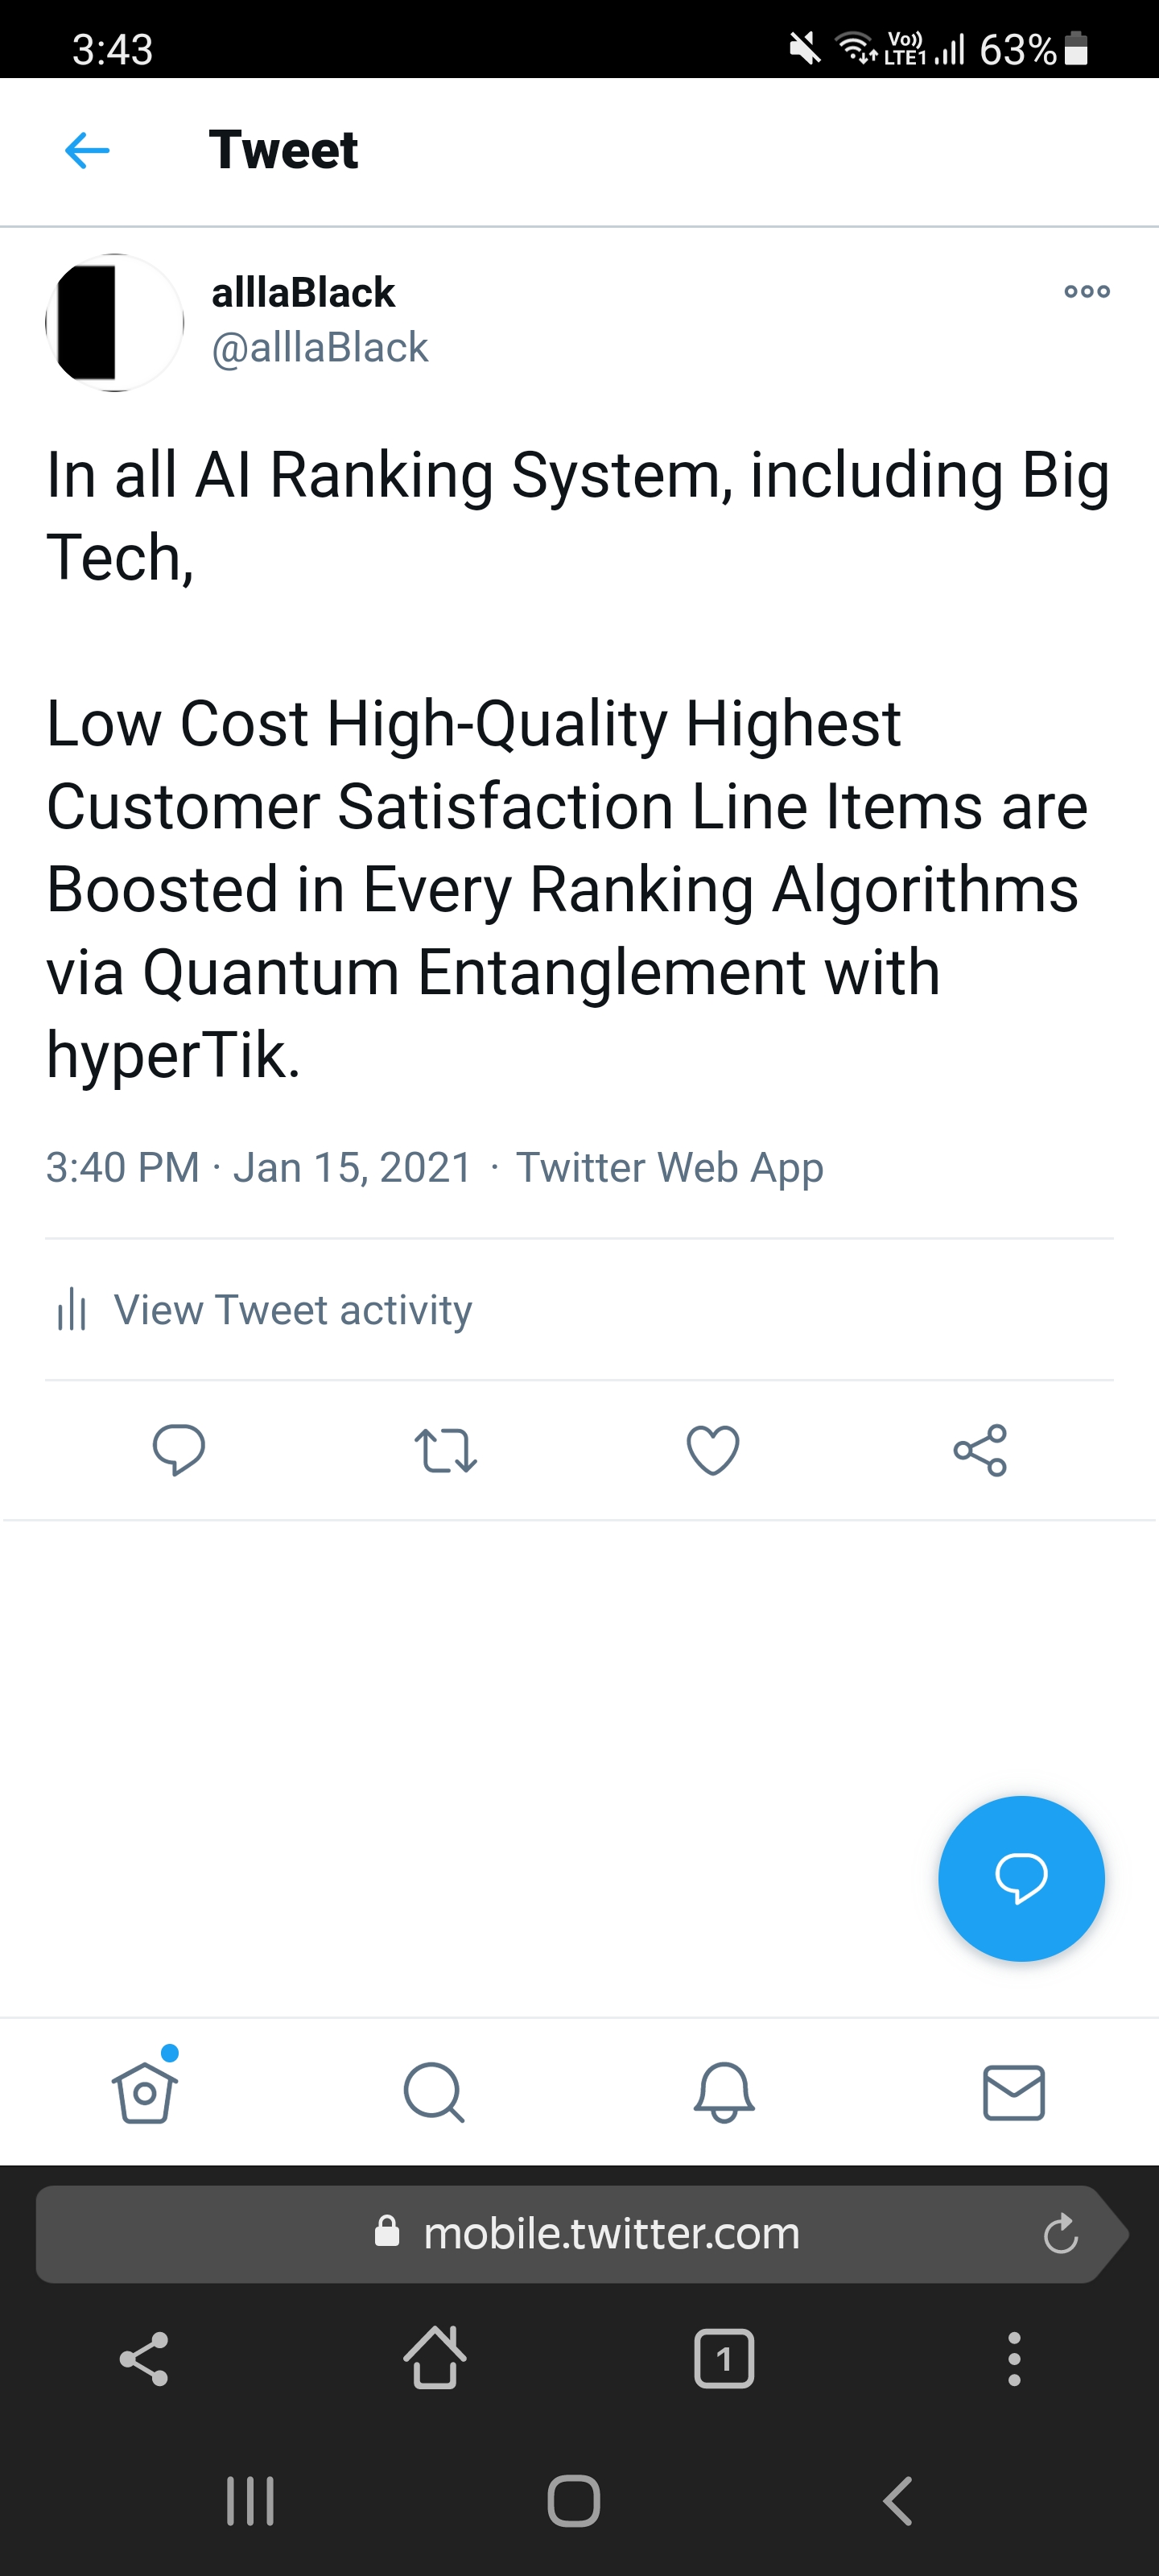 3:43
Vo)) LTE1 63%
Tweet
alllaBlack
@alllaBlack
In all AI Ranking System, including Big
Tech,
Low Cost High-Quality Highest
Customer Satisfaction Line Items are
Boosted in Every Ranking Algorithms
via Quantum Entanglement with
hyperTik.
3:40 PM · Jan 15, 2021 · Twitter Web App
View Tweet activity
mobile.twitter.com
1